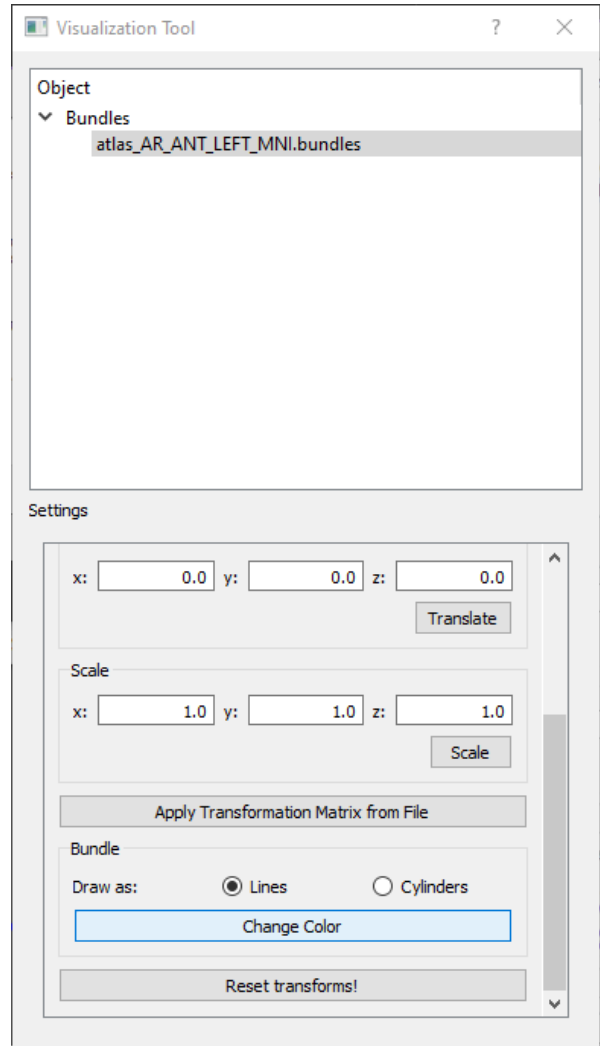 Visualization Tool ?
Object
Bundles
atlas_AR_ANT_LEFT_MNI.bundles
Settings
x: 0.0 y: 0.0 z: 0.0
Translate
Scale
x: 1.0 y: 1.0 z: 1.0
Scale
Apply Transformation Matrix from File
Bundle
Draw as: Lines Cylinders
Change Color
Reset transforms!